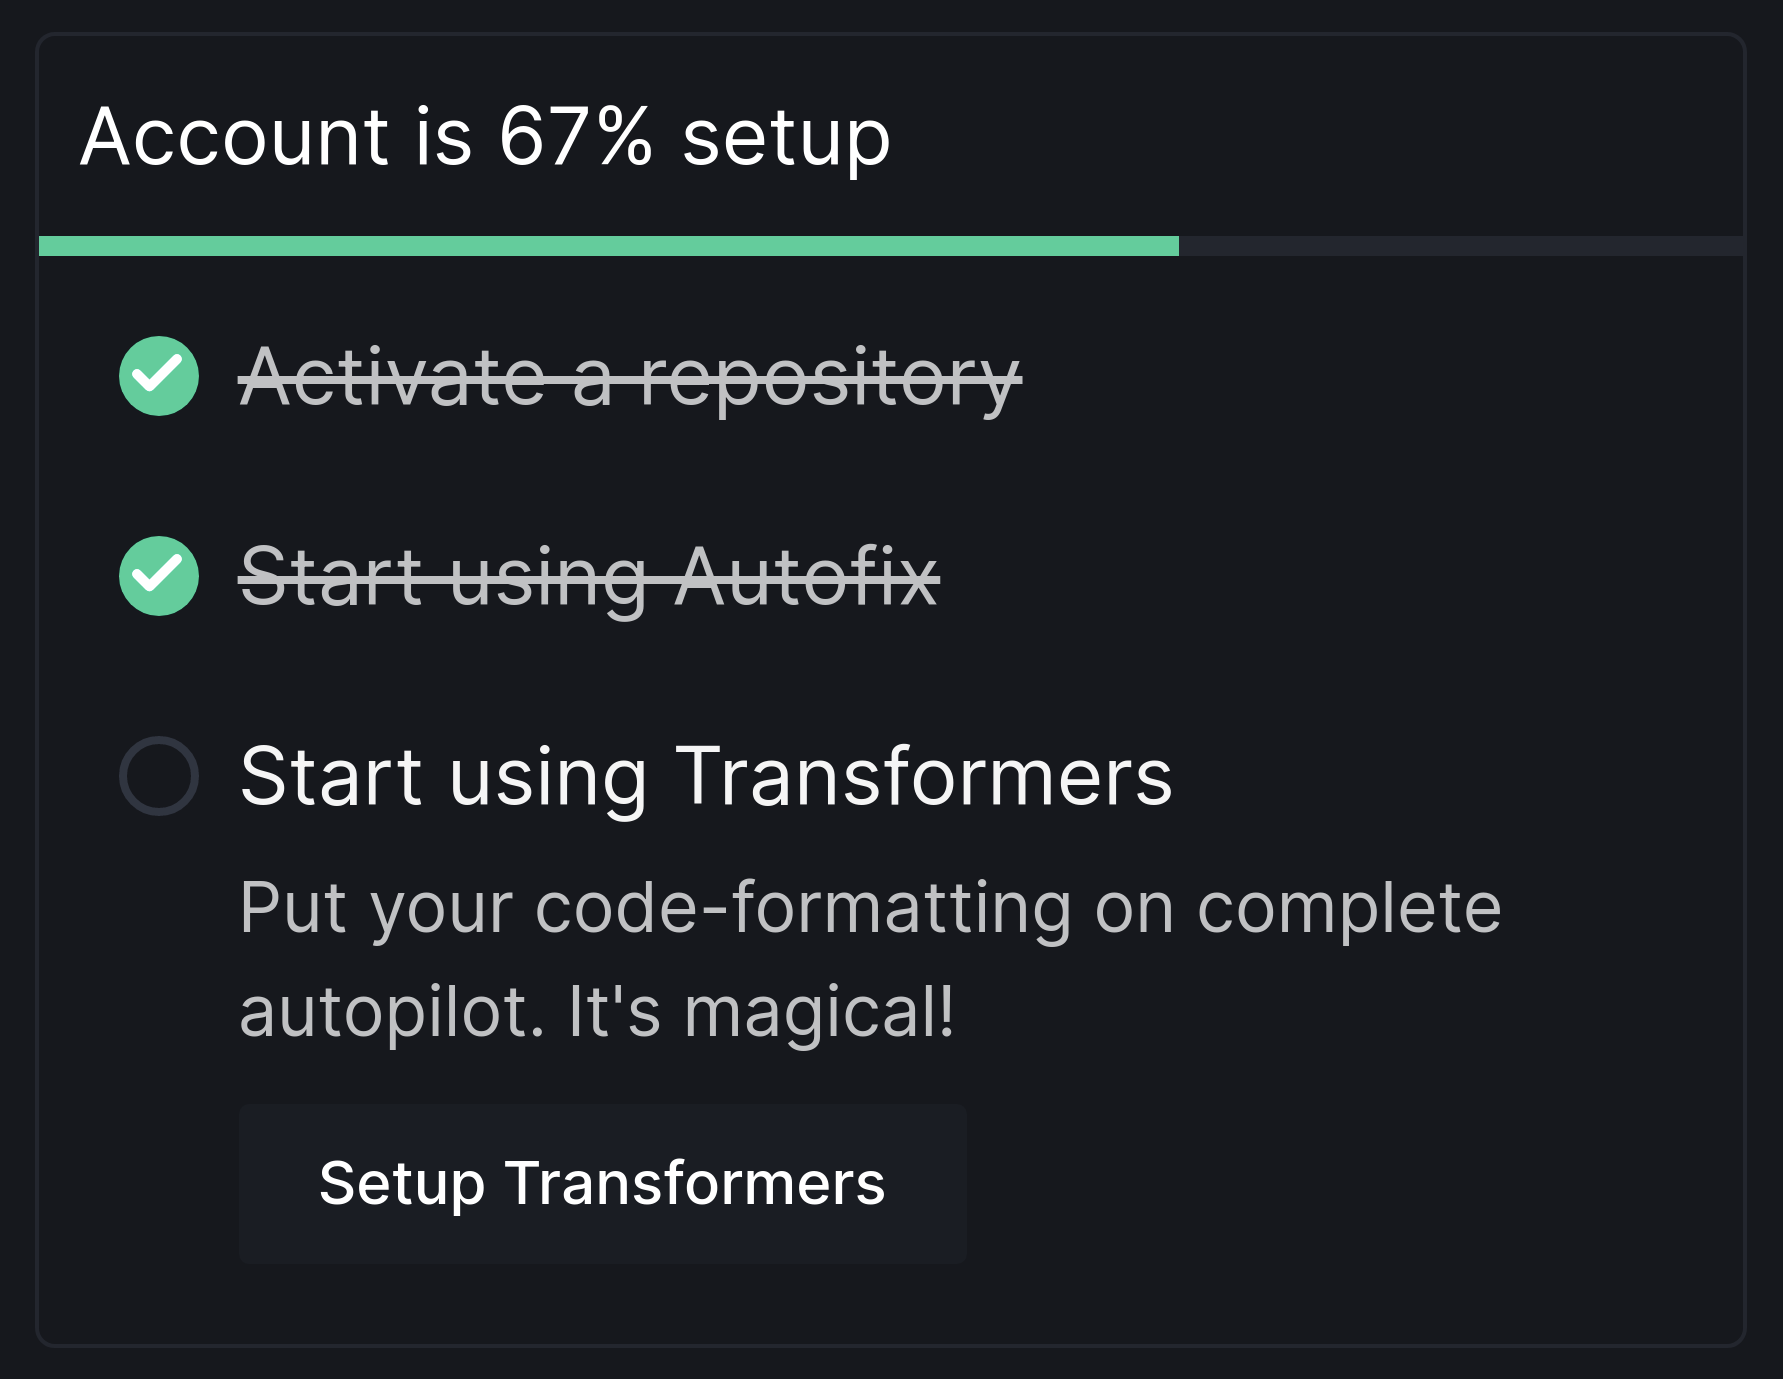 Account is 67% setup
Activate a repository
Start using Autofix
Start using Transformers
Put your code-formatting on complete
autopilot. It's magical!
Setup Transformers